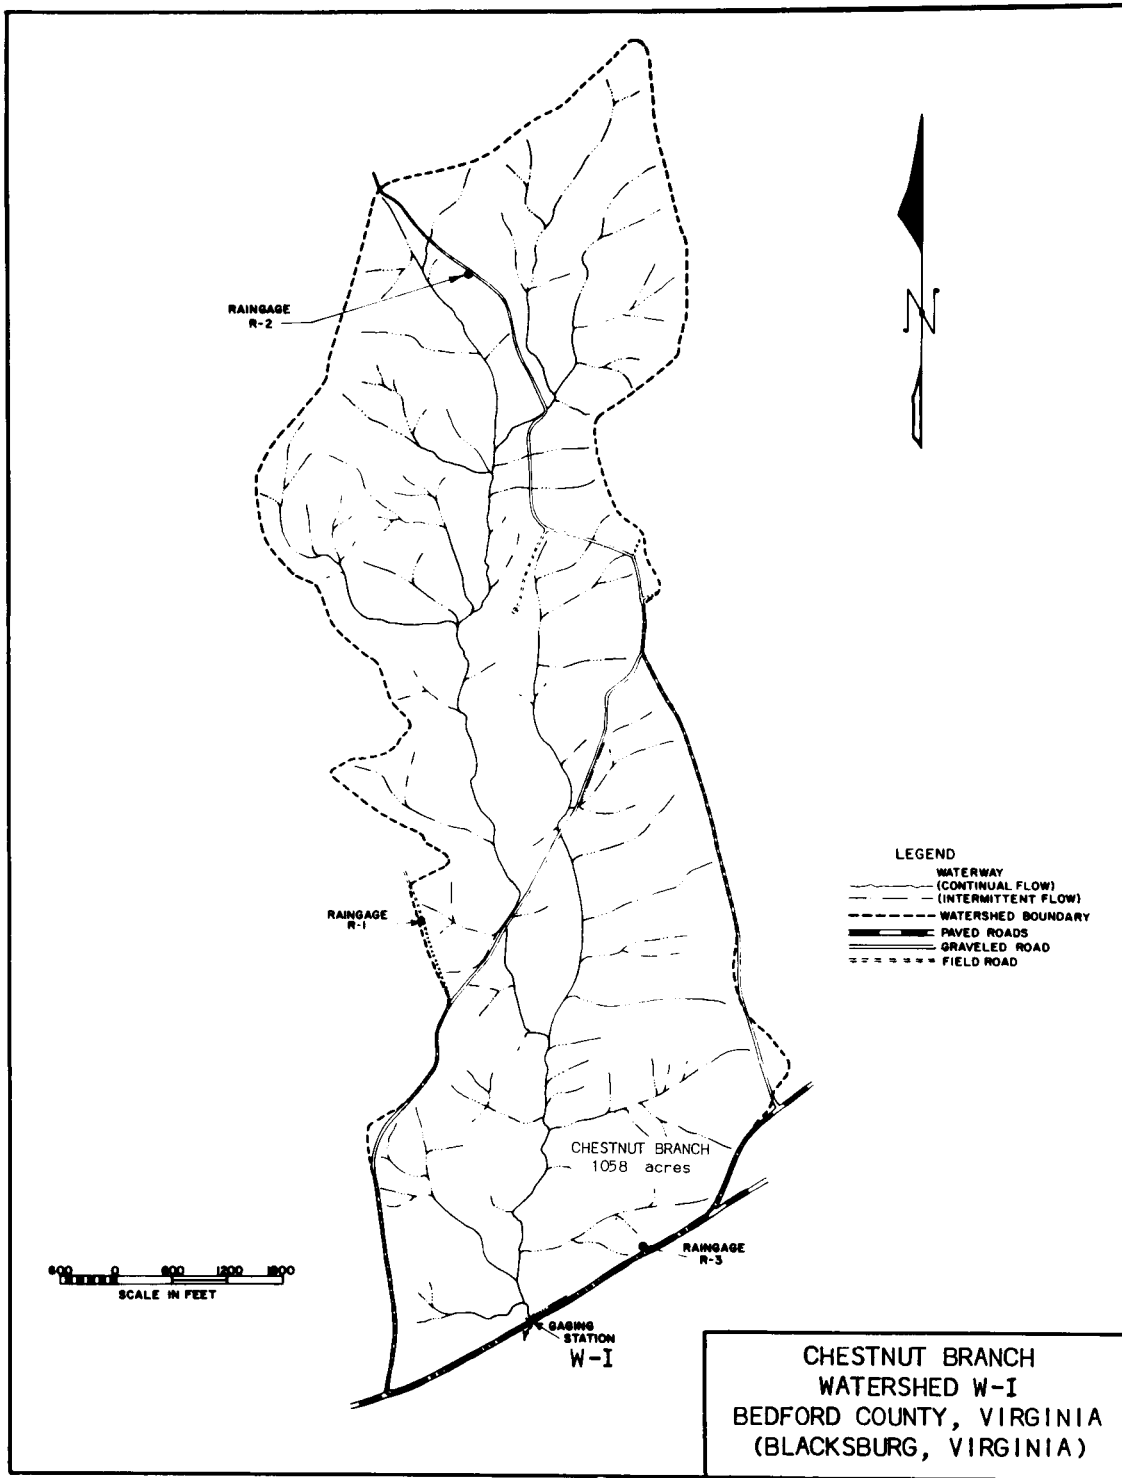 RAINGAGE
R-2
N
LEGEND
WATERWAY
(CONTINUAL FLOW)
(INTERMITTENT FLOW)
WATERSHED BOUNDARY
PAVED ROADS
GRAVELED ROAD
FIELD ROAD
RAINGAGE
R-1
CHESTNUT BRANCH
1058 acres
RAINGAGE
R-3
600 0 600 1200 1800
SCALE IN FEET
GAGING
STATION
W-I
CHESTNUT BRANCH
WATERSHED W-I
BEDFORD COUNTY, VIRGINIA
(BLACKSBURG, VIRGINIA)